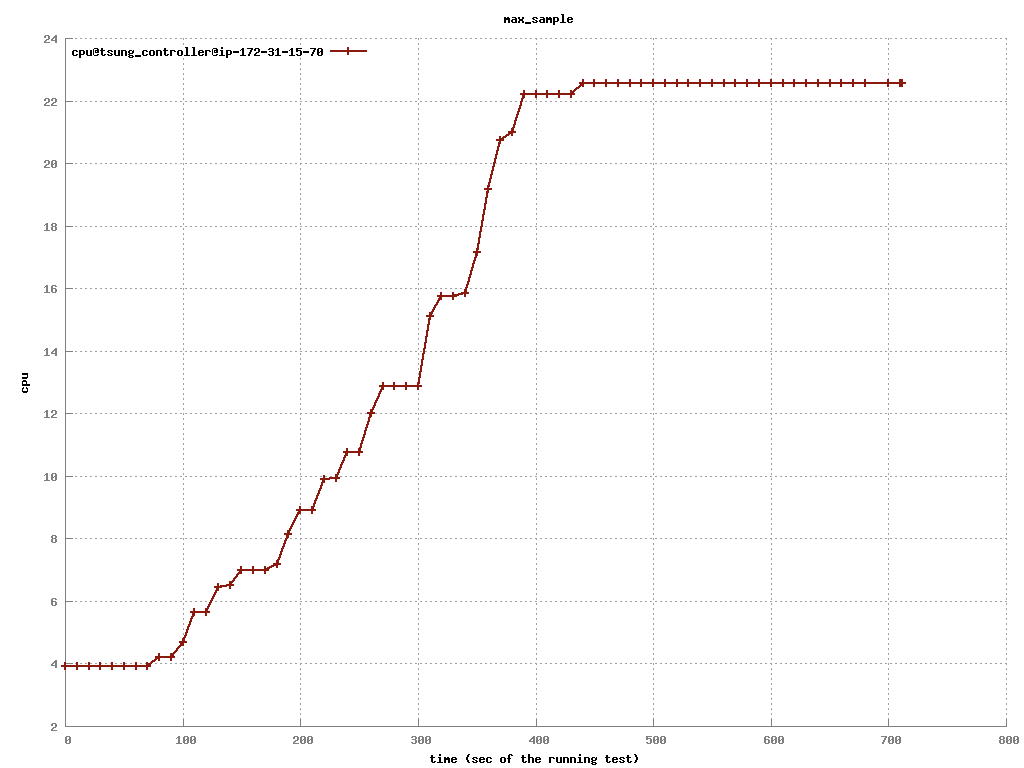 max_sample
cpu@tsung_controller@ip-172-31-15-70
24
22
20
18
16
14
12
10
8
6
4
2
cpu
0 100 200 300 400 500 600 700 800
time (sec of the running test)